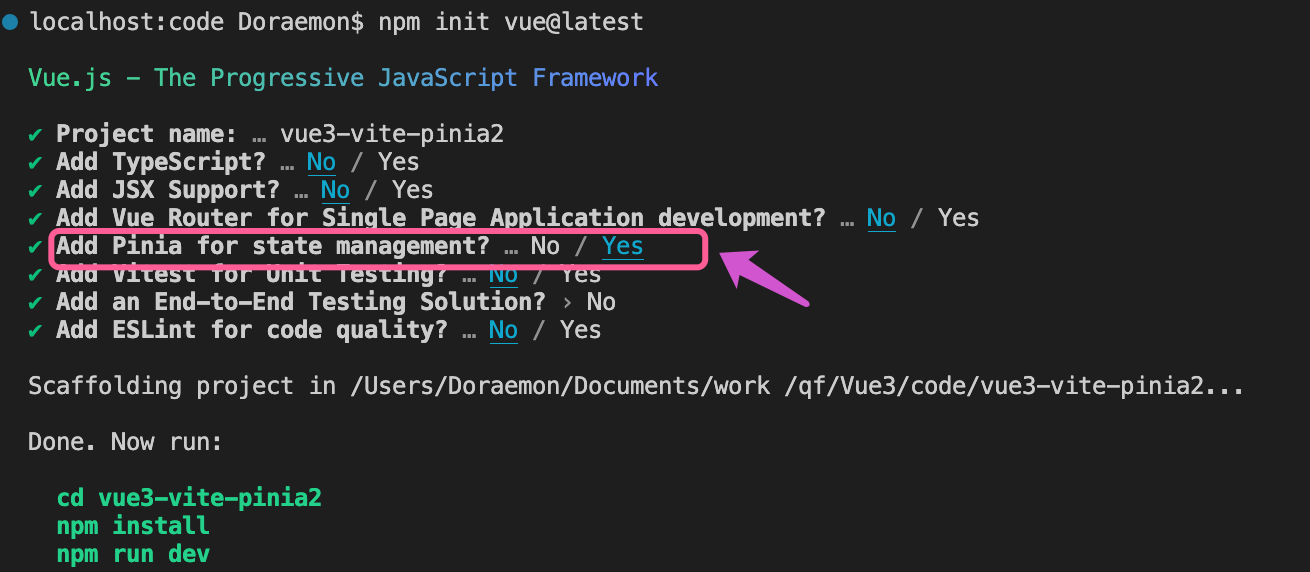 localhost:code Doraemon$ npm init vue@latest
Vue.js - The Progressive JavaScript Framework
✔ Project name: … vue3-vite-pinia2
✔ Add TypeScript? … No / Yes
✔ Add JSX Support? … No / Yes
✔ Add Vue Router for Single Page Application development? … No / Yes
✔ Add Pinia for state management? … No / Yes
✔ Add Vitest for Unit Testing? … No / Yes
✔ Add an End-to-End Testing Solution? › No
✔ Add ESLint for code quality? … No / Yes
Scaffolding project in /Users/Doraemon/Documents/work /qf/Vue3/code/vue3-vite-pinia2...
Done. Now run:
cd vue3-vite-pinia2
npm install
npm run dev